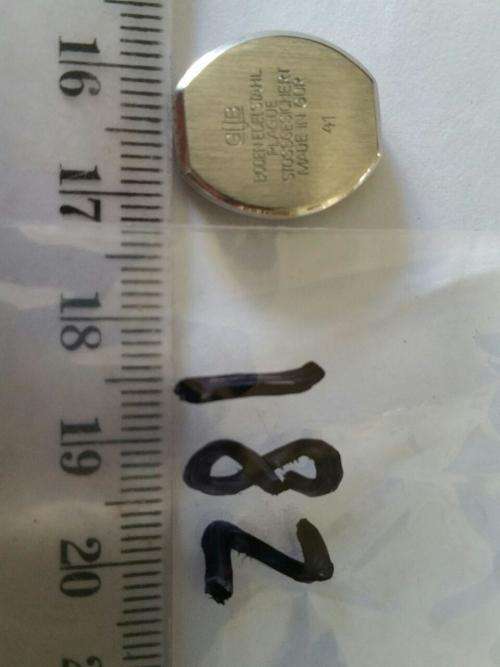 GUB
BODEN EDELSTAHL
PLAQUE
STOSSGESICHERT
MADE IN GDR
41
16
17
18
19
20
182